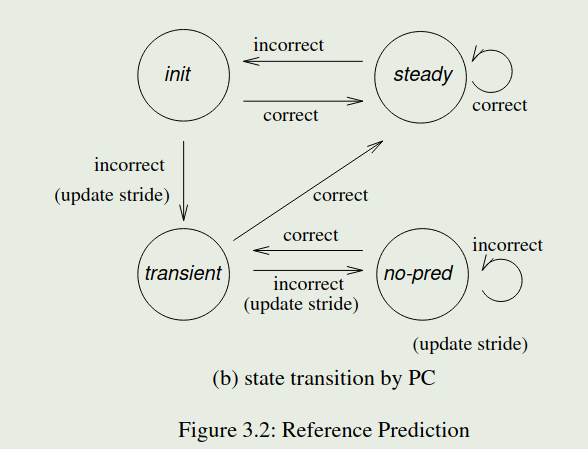 incorrect
init
steady
correct
correct
incorrect
(update stride)
correct
correct
incorrect
transient
no-pred
incorrect
(update stride)
(update stride)
(b) state transition by PC
Figure 3.2: Reference Prediction